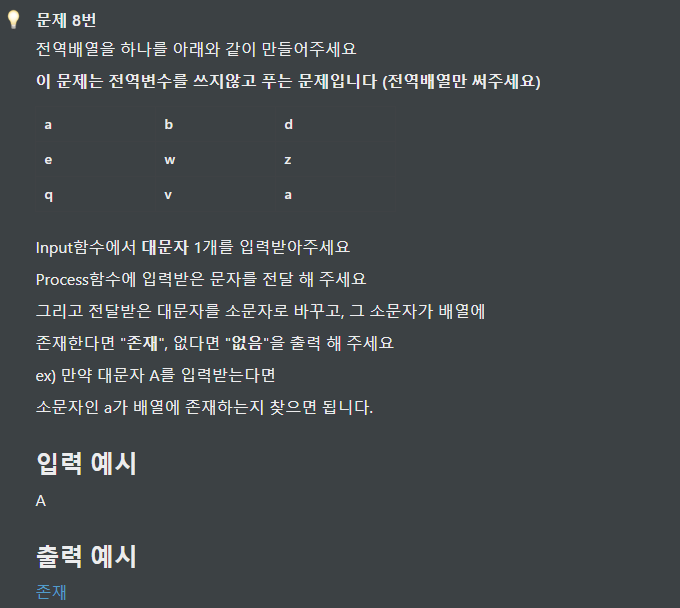 문제 8번
전역배열을 하나를 아래와 같이 만들어주세요
이 문제는 전역변수를 쓰지않고 푸는 문제입니다 (전역배열만 써주세요)
a b d
e w z
q v a
Input함수에서 대문자 1개를 입력받아주세요
Process함수에 입력받은 문자를 전달 해 주세요
그리고 전달받은 대문자를 소문자로 바꾸고, 그 소문자가 배열에
존재한다면 "존재", 없다면 "없음"을 출력 해 주세요
ex) 만약 대문자 A를 입력받는다면
소문자인 a가 배열에 존재하는지 찾으면 됩니다.
입력 예시
A
출력 예시
존재